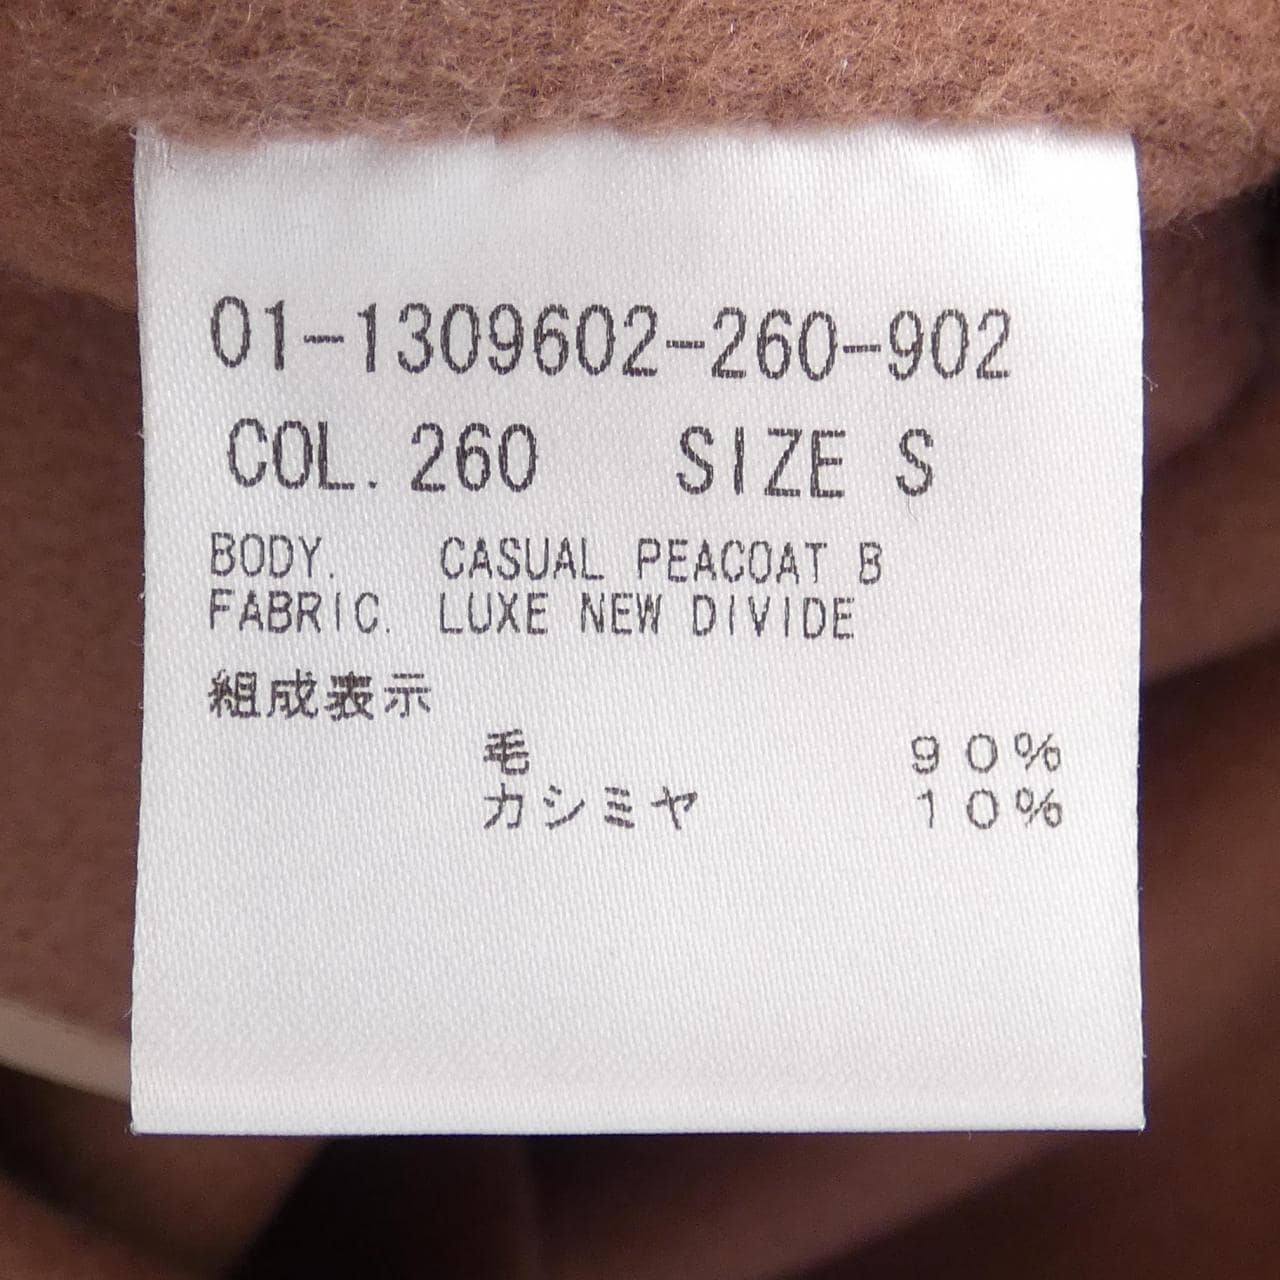 01-1309602-260-902
COL. 260 SIZE S
BODY. CASUAL PEACOAT B
FABRIC. LUXE NEW DIVIDE
組成表示
毛 90%
カシミヤ 10%